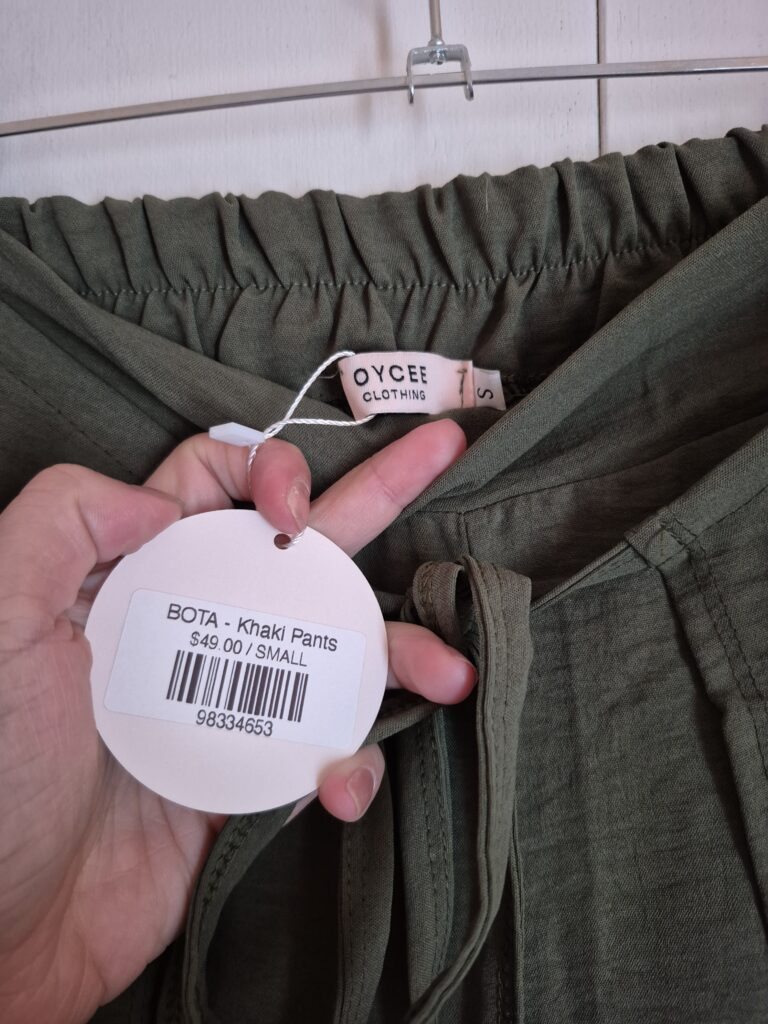 OYCEE
CLOTHING
S
BOTA - Khaki Pants
$49.00 / SMALL
98334653